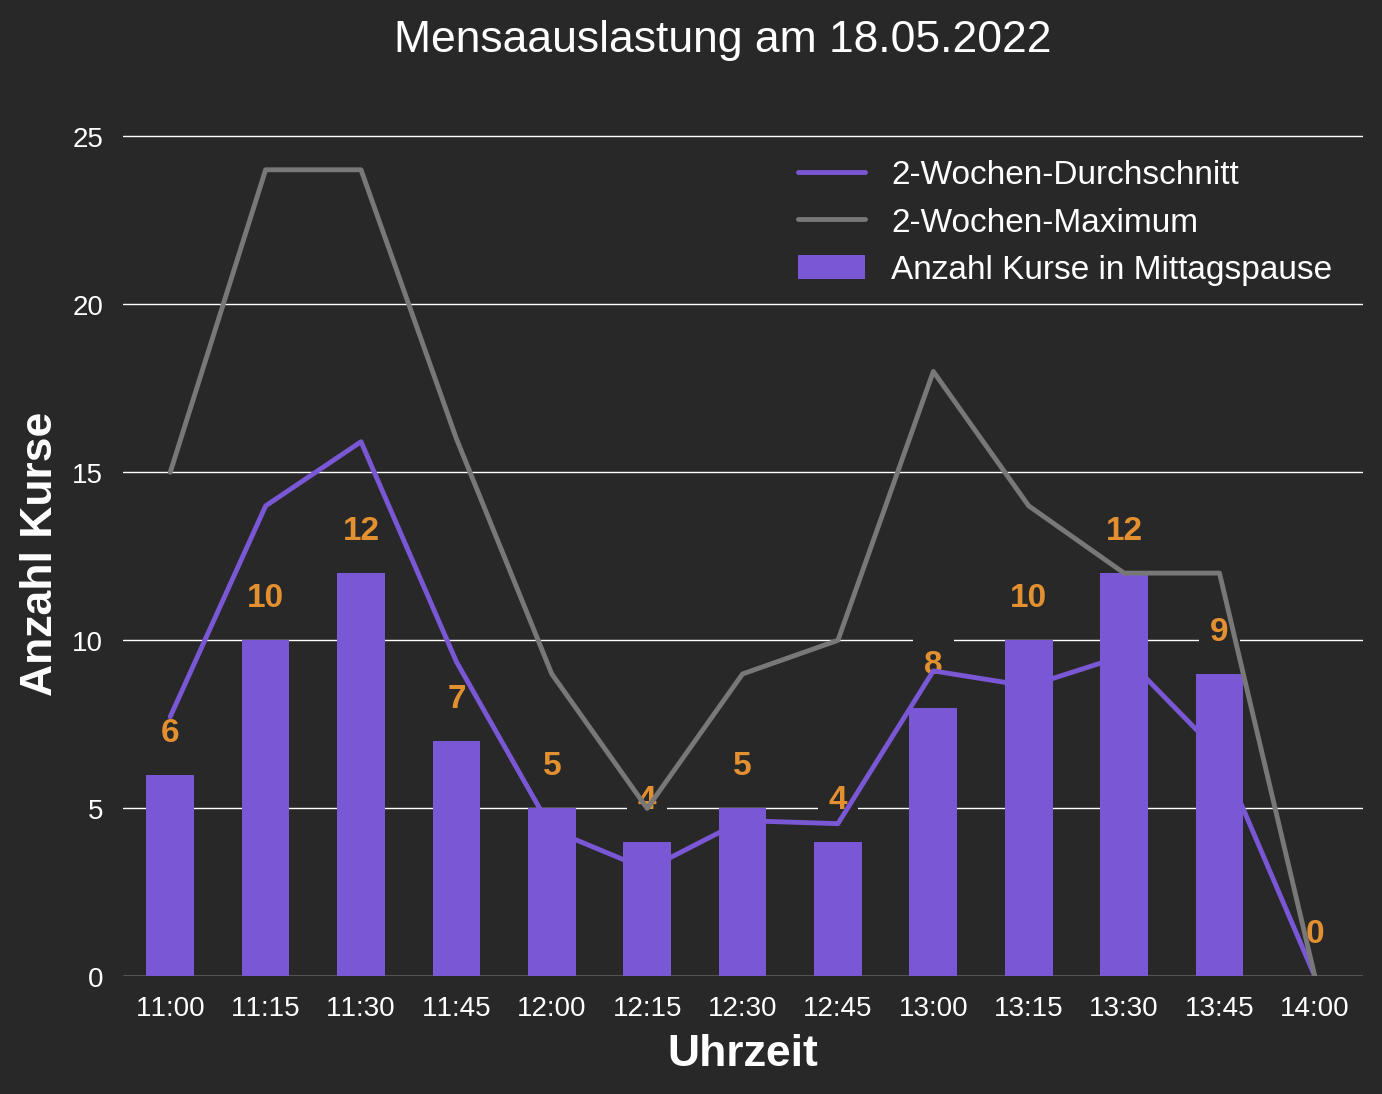 Mensaauslastung am 18.05.2022
2-Wochen-Durchschnitt
2-Wochen-Maximum
Anzahl Kurse in Mittagspause
Anzahl Kurse
25
20
15
10
5
0
6
10
12
7
5
4
5
4
8
10
12
9
0
11:00 11:15 11:30 11:45 12:00 12:15 12:30 12:45 13:00 13:15 13:30 13:45 14:00
Uhrzeit